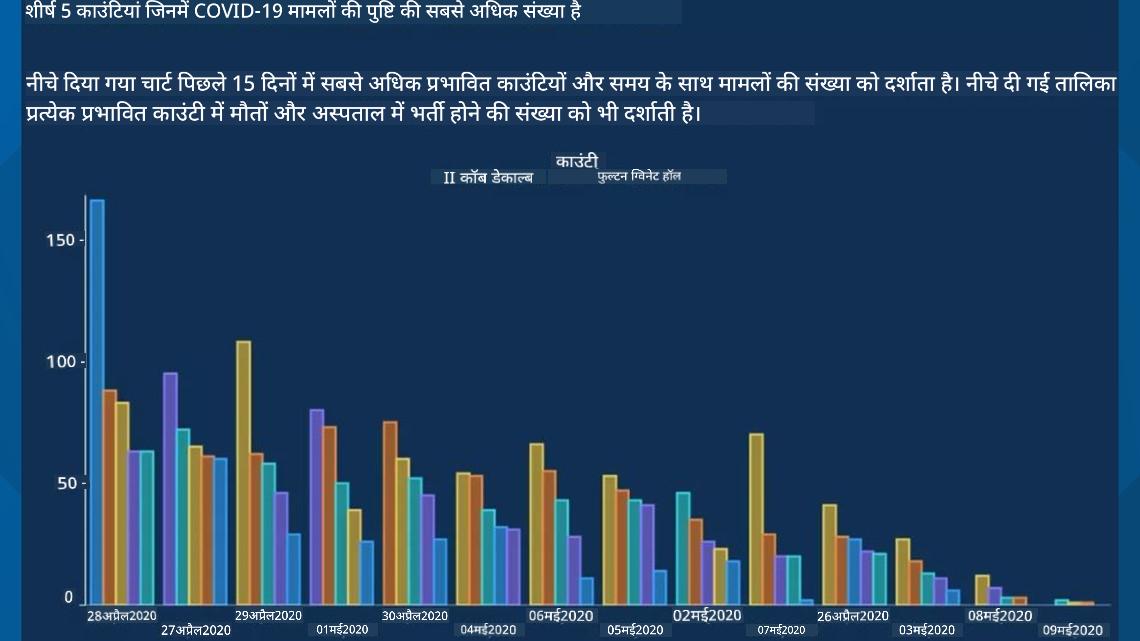 शीर्ष 5 काउंटियां जिनमें COVID-19 मामलों की पुष्टि की सबसे अधिक संख्या है
नीचे दिया गया चार्ट पिछले 15 दिनों में सबसे अधिक प्रभावित काउंटियों और समय के साथ मामलों की संख्या को दर्शाता है। नीचे दी गई तालिका
प्रत्येक प्रभावित काउंटी में मौतों और अस्पताल में भर्ती होने की संख्या को भी दर्शाती है।
काउंटी
II कॉब डेकाल्ब फुल्टन ग्विनेट हॉल
150
100
50
0
28अप्रैल2020 29अप्रैल2020 30अप्रैल2020 06मई2020 02मई2020 26अप्रैल2020 08मई2020
27अप्रैल2020 01मई2020 04मई2020 05मई2020 07मई2020 03मई2020 09मई2020